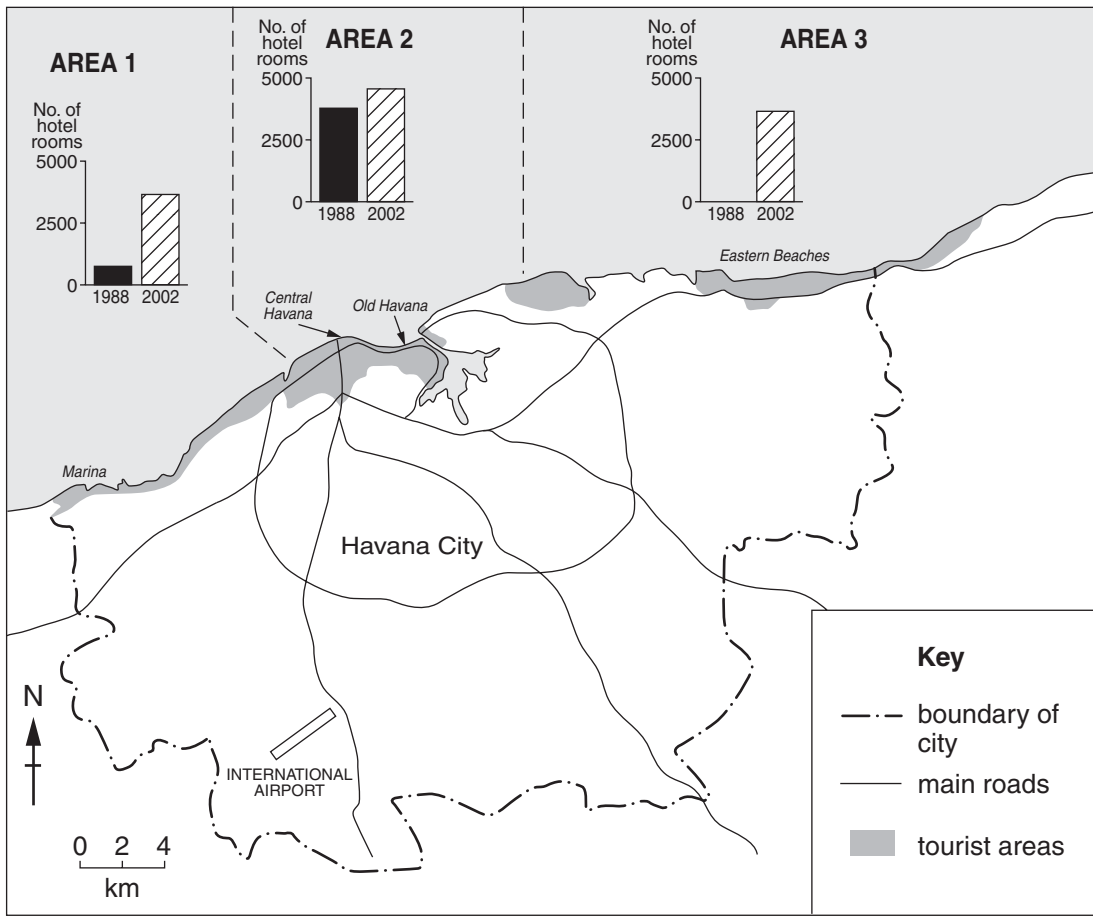 AREA 1
No. of
hotel
rooms
5000
2500
0
1988 2002
AREA 2
No. of
hotel
rooms
5000
2500
0
1988 2002
AREA 3
No. of
hotel
rooms
5000
2500
0
1988 2002
Eastern Beaches
Central
Havana
Old Havana
Marina
Havana City
INTERNATIONAL
AIRPORT
N
0 2 4
km
Key
boundary of
city
main roads
tourist areas